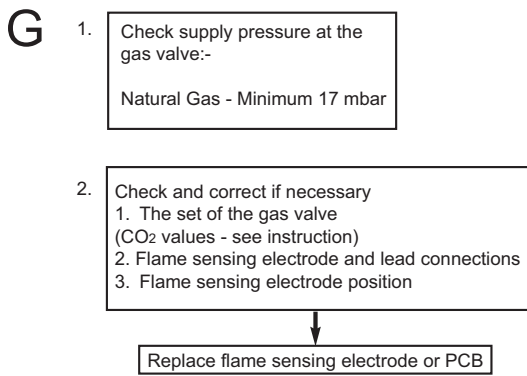 G
1. Check supply pressure at the
gas valve:-
Natural Gas - Minimum 17 mbar
2. Check and correct if necessary
1. The set of the gas valve
(CO2 values - see instruction)
2. Flame sensing electrode and lead connections
3. Flame sensing electrode position
Replace flame sensing electrode or PCB